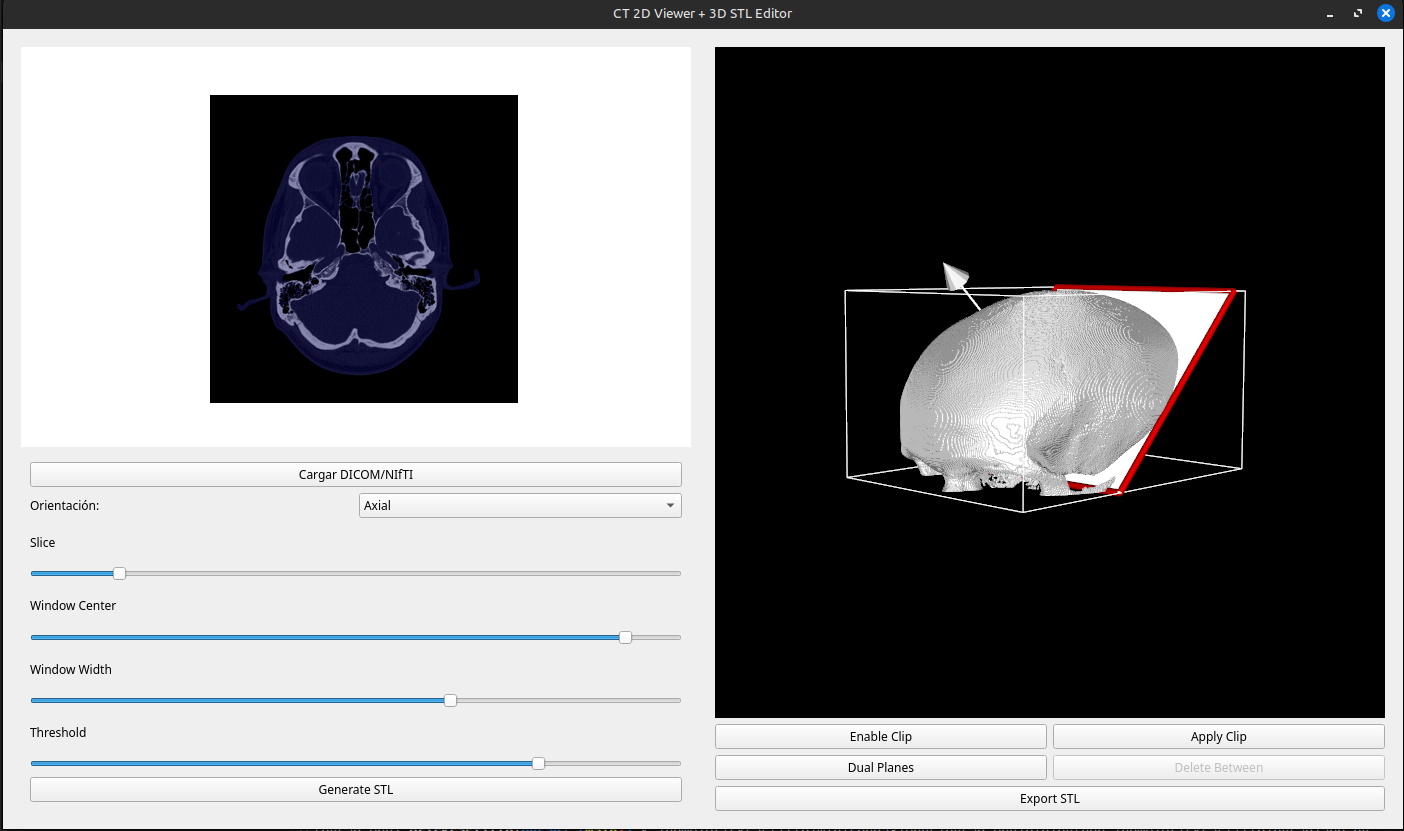 CT 2D Viewer + 3D STL Editor
Cargar DICOM/NIfTI
Orientación:
Axial
Slice
Window Center
Window Width
Threshold
Generate STL
Enable Clip
Apply Clip
Dual Planes
Delete Between
Export STL